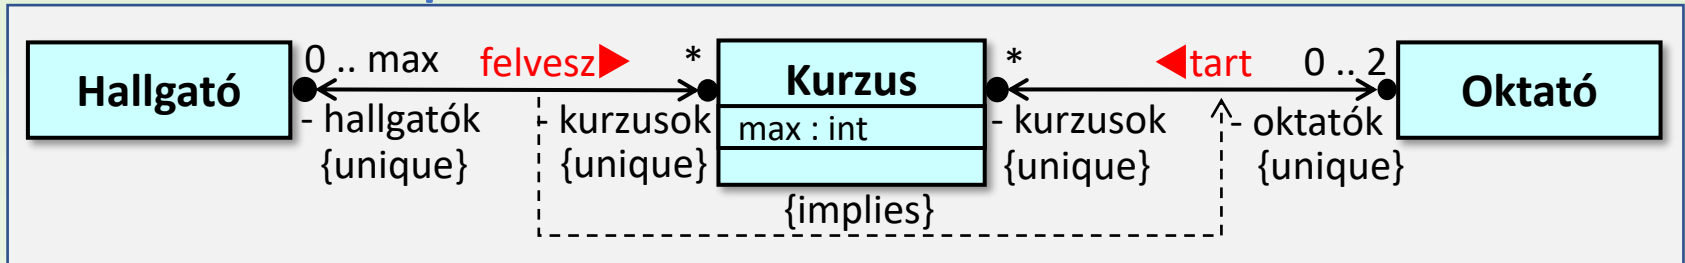 0 .. max felvesz * Kurzus * tart 0 .. 2
Hallgató
Oktató
- hallgatók - kurzusok max : int - kurzusok - oktatók
{unique} {unique} {unique} {unique}
{implies}